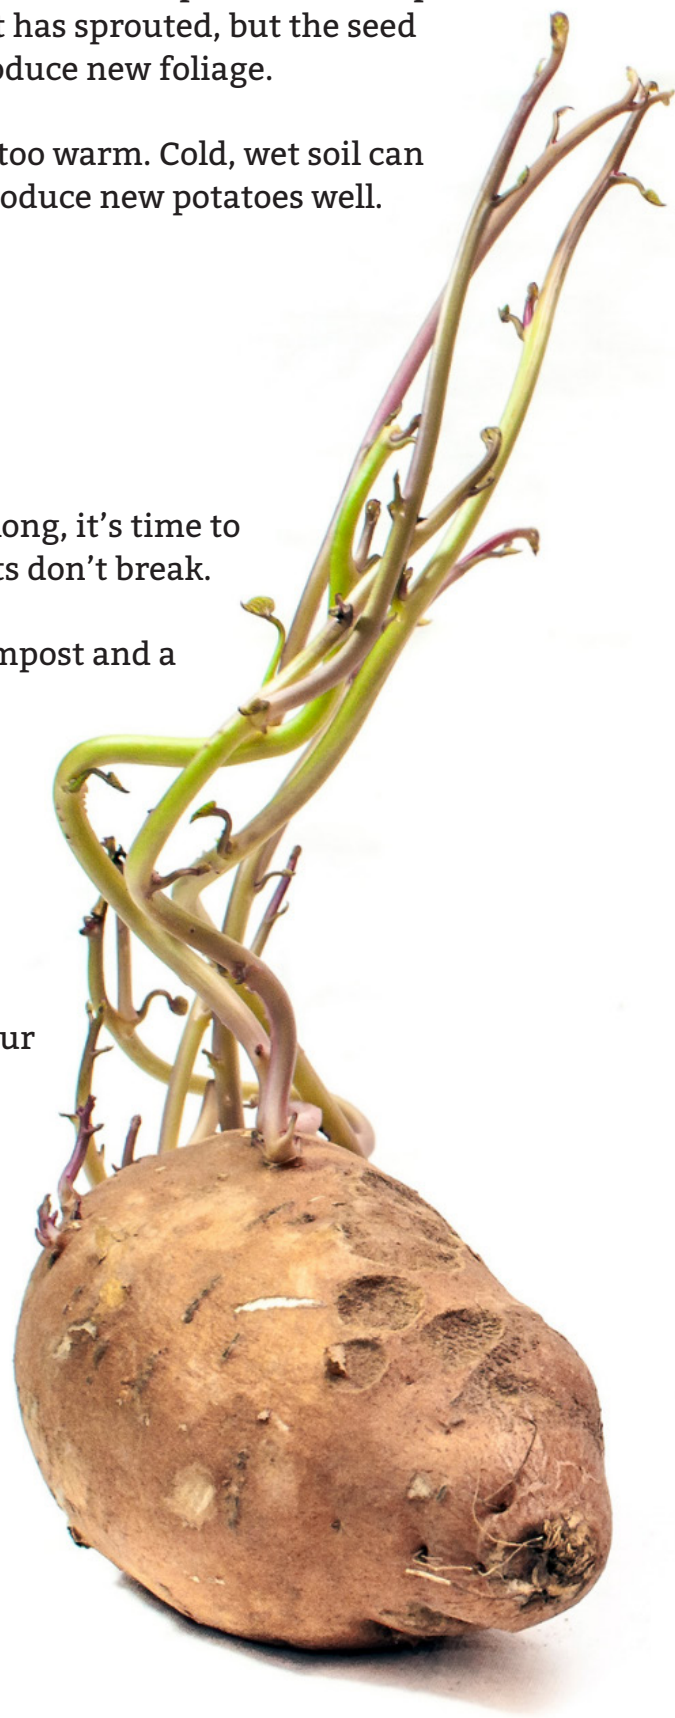 t has sprouted, but the seed
oduce new foliage.
too warm. Cold, wet soil can
oduce new potatoes well.
ong, it’s time to
ts don’t break.
mpost and a
ur